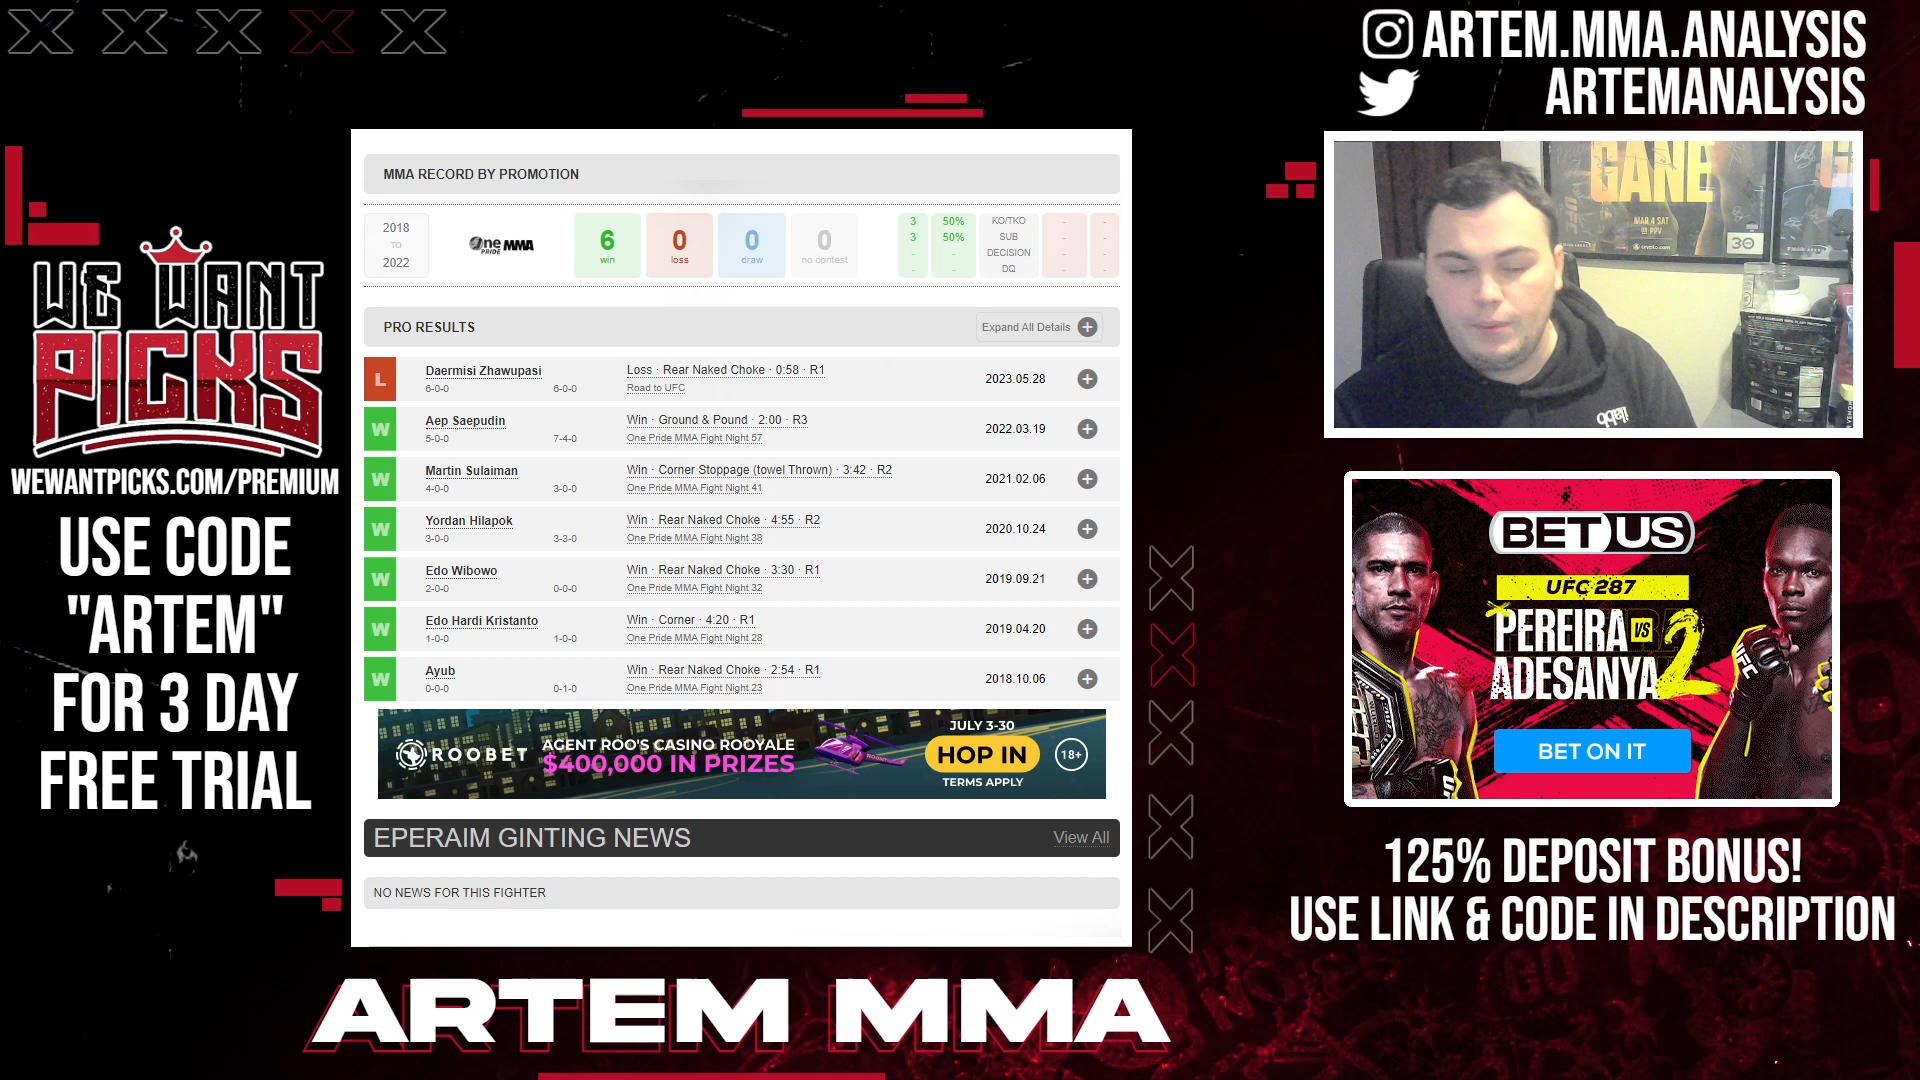 ARTEM.MMA.ANALYSIS
ARTEMANALYSIS
WE WANT
PICKS
WEWANTPICKS.COM/PREMIUM
USE CODE
"ARTEM"
FOR 3 DAY
FREE TRIAL
MMA RECORD BY PROMOTION
2018
TO
2022
One PRIDE MMA
6 win
0 loss
0 draw
0 no contest
3 50% KO/TKO - -
3 50% SUB - -
- - DECISION - -
- - DQ - -
PRO RESULTS
Expand All Details
L Daermisi Zhawupasi Loss · Rear Naked Choke · 0:58 · R1 2023.05.28
6-0-0 6-0-0 Road to UFC
W Aep Saepudin Win · Ground & Pound · 2:00 · R3 2022.03.19
5-0-0 7-4-0 One Pride MMA Fight Night 57
W Martin Sulaiman Win · Corner Stoppage (towel Thrown) · 3:42 · R2 2021.02.06
4-0-0 3-0-0 One Pride MMA Fight Night 41
W Yordan Hilapok Win · Rear Naked Choke · 4:55 · R2 2020.10.24
3-0-0 3-3-0 One Pride MMA Fight Night 38
W Edo Wibowo Win · Rear Naked Choke · 3:30 · R1 2019.09.21
2-0-0 0-0-0 One Pride MMA Fight Night 32
W Edo Hardi Kristanto Win · Corner · 4:20 · R1 2019.04.20
1-0-0 1-0-0 One Pride MMA Fight Night 28
W Ayub Win · Rear Naked Choke · 2:54 · R1 2018.10.06
0-0-0 0-1-0 One Pride MMA Fight Night 23
ROOBET
AGENT ROO'S CASINO ROOYALE
$400,000 IN PRIZES
JULY 3-30
HOP IN
TERMS APPLY
18+
EPERAIM GINTING NEWS
View All
NO NEWS FOR THIS FIGHTER
GANE
MAR 4 SAT
BETUS
UFC 287
PEREIRA VS
ADESANYA 2
BET ON IT
125% DEPOSIT BONUS!
USE LINK & CODE IN DESCRIPTION
ARTEM MMA